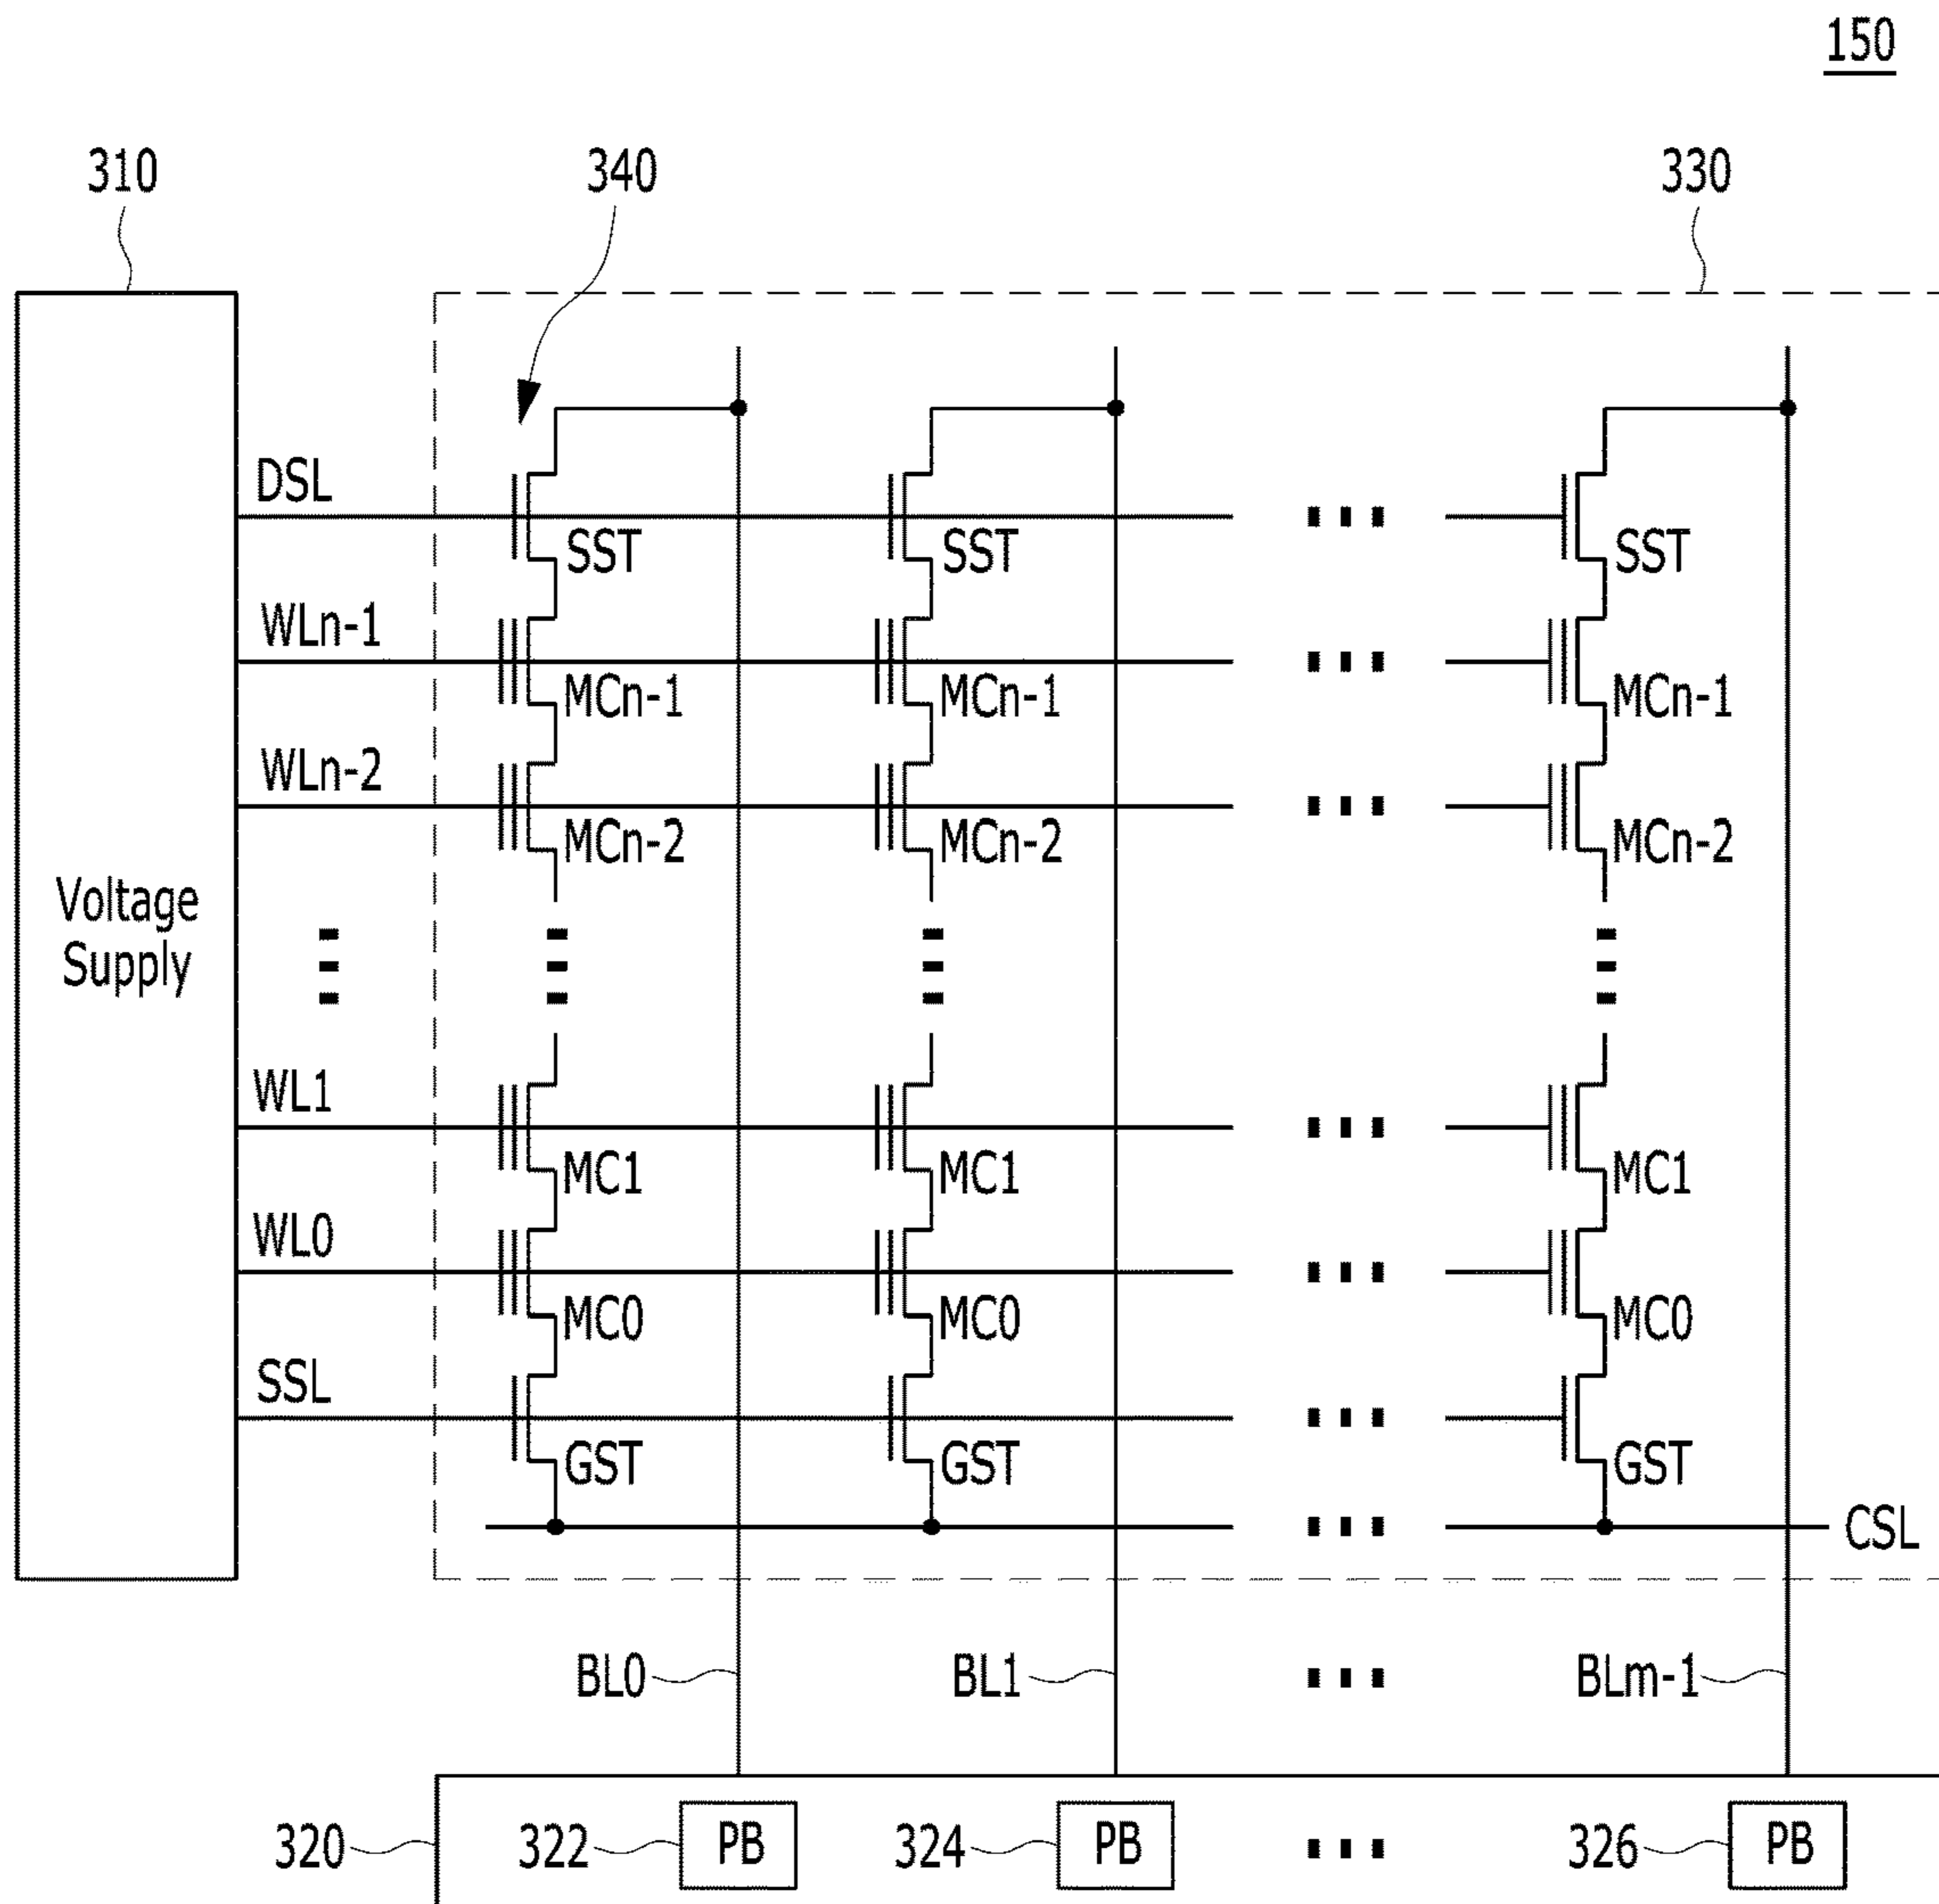 150
310
340
330
DSL
SST
SST
SST
WLn-1
MCn-1
MCn-1
MCn-1
WLn-2
MCn-2
MCn-2
MCn-2
Voltage
Supply
WL1
MC1
MC1
MC1
WL0
MC0
MC0
MC0
SSL
GST
GST
GST
CSL
BL0
BL1
BLm-1
320
322
PB
324
PB
326
PB